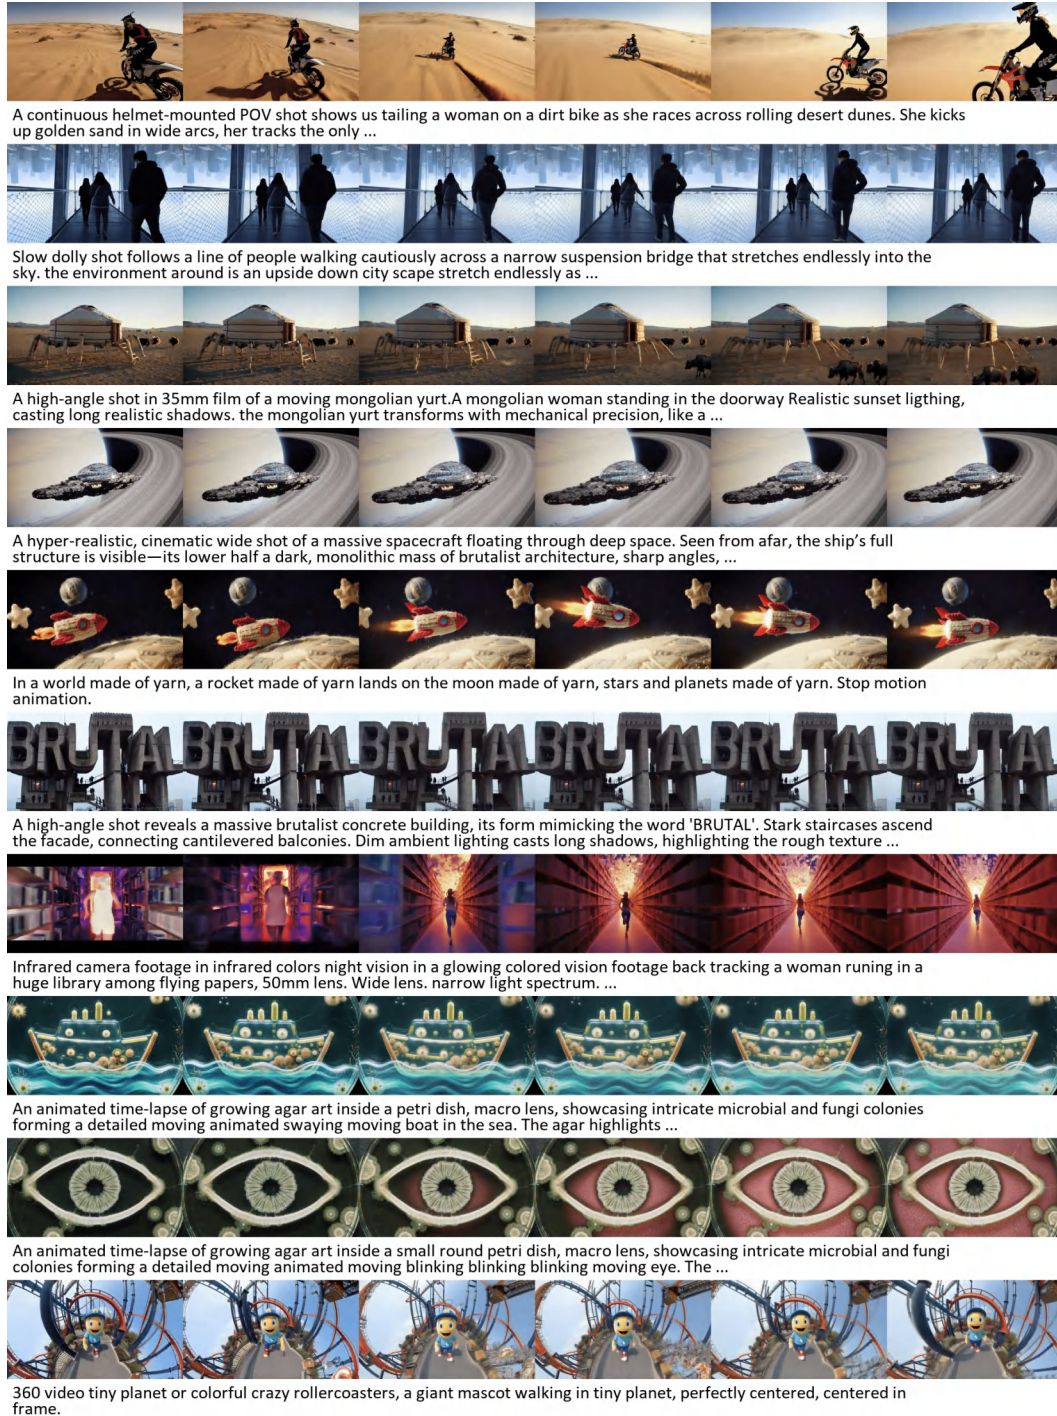 A continuous helmet-mounted POV shot shows us tailing a woman on a dirt bike as she races across rolling desert dunes. She kicks
up golden sand in wide arcs, her tracks the only ...
Slow dolly shot follows a line of people walking cautiously across a narrow suspension bridge that stretches endlessly into the
sky. the environment around is an upside down city scape stretch endlessly as ...
A high-angle shot in 35mm film of a moving mongolian yurt.A mongolian woman standing in the doorway Realistic sunset ligthing,
casting long realistic shadows. the mongolian yurt transforms with mechanical precision, like a ...
A hyper-realistic, cinematic wide shot of a massive spacecraft floating through deep space. Seen from afar, the ship’s full
structure is visible—its lower half a dark, monolithic mass of brutalist architecture, sharp angles, ...
In a world made of yarn, a rocket made of yarn lands on the moon made of yarn, stars and planets made of yarn. Stop motion
animation.
BRUTAL BRUTAL BRUTAL BRUTAL BRUTAL BRUTAL
A high-angle shot reveals a massive brutalist concrete building, its form mimicking the word 'BRUTAL'. Stark staircases ascend
the facade, connecting cantilevered balconies. Dim ambient lighting casts long shadows, highlighting the rough texture ...
Infrared camera footage in infrared colors night vision in a glowing colored vision footage back tracking a woman runing in a
huge library among flying papers, 50mm lens. Wide lens. narrow light spectrum. ...
An animated time-lapse of growing agar art inside a petri dish, macro lens, showcasing intricate microbial and fungi colonies
forming a detailed moving animated swaying moving boat in the sea. The agar highlights ...
An animated time-lapse of growing agar art inside a small round petri dish, macro lens, showcasing intricate microbial and fungi
colonies forming a detailed moving animated moving blinking blinking blinking moving eye. The ...
360 video tiny planet or colorful crazy rollercoasters, a giant mascot walking in tiny planet, perfectly centered, centered in
frame.